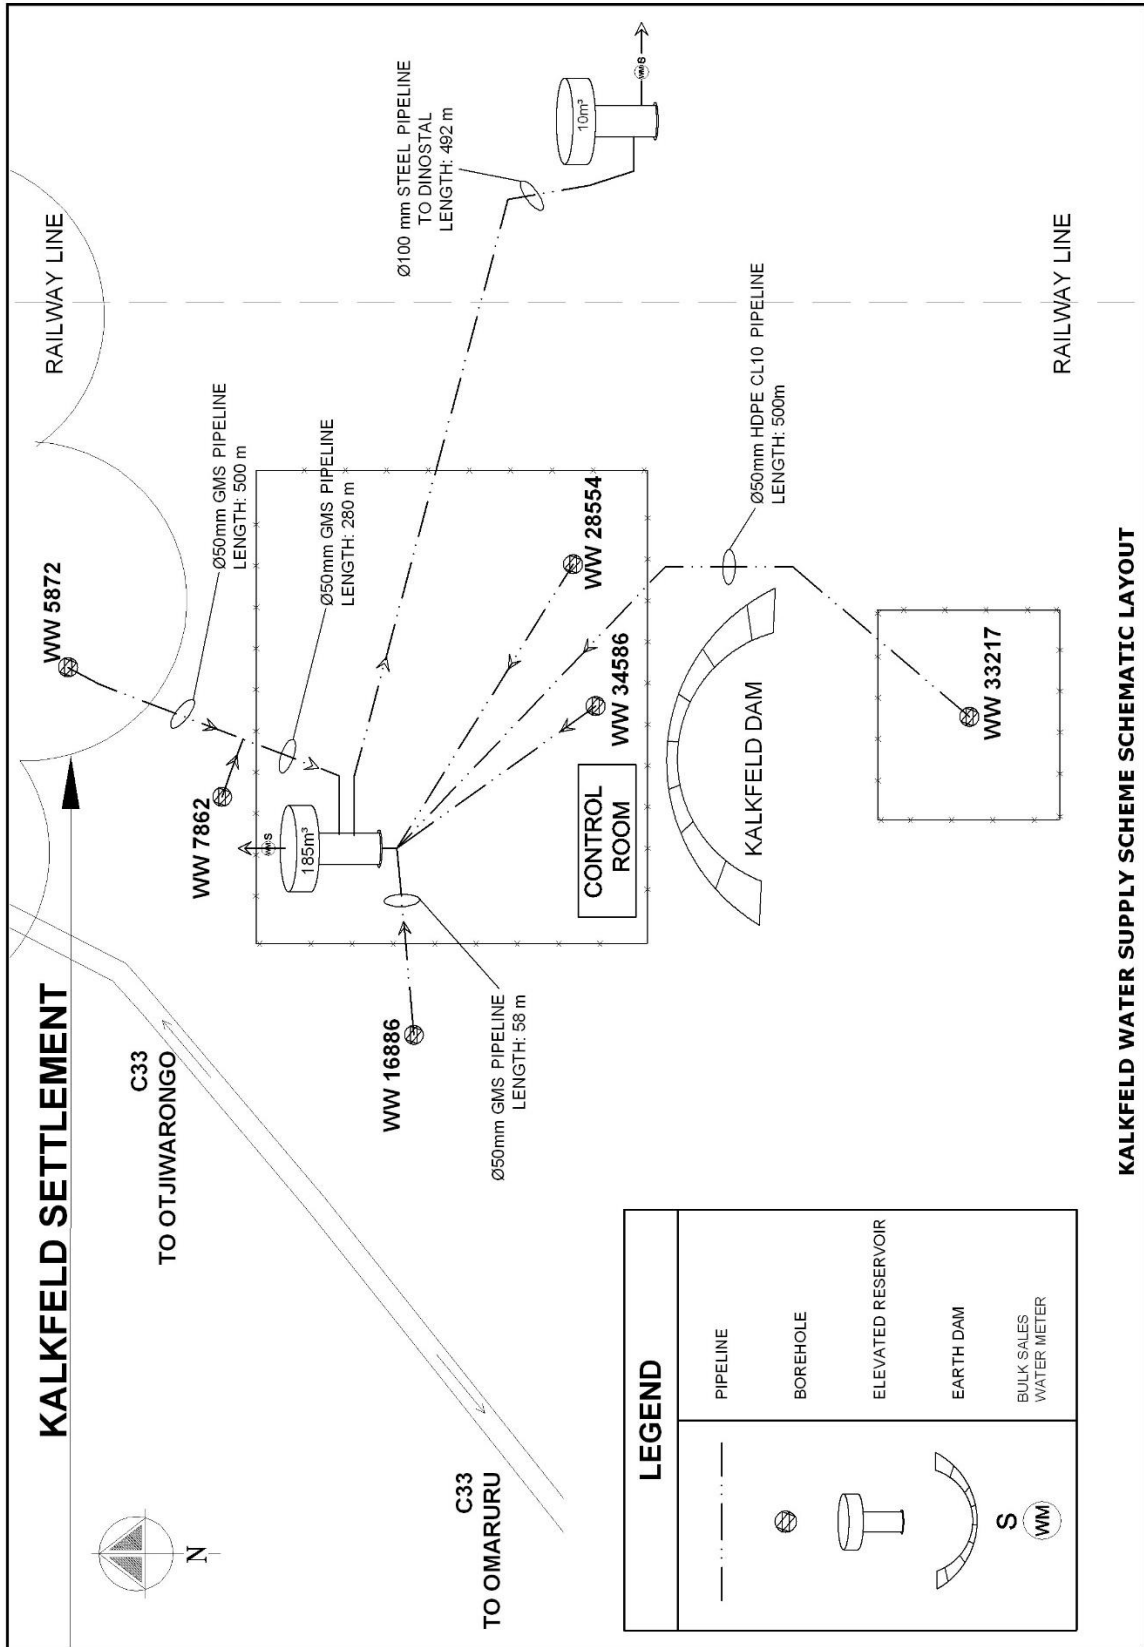 KALKFELD SETTLEMENT
C33
TO OTJIWARONGO
C33
TO OMARURU
N
WW 5872
WW 7862
WW 16886
Ø50mm GMS PIPELINE
LENGTH: 500 m
Ø50mm GMS PIPELINE
LENGTH: 280 m
RAILWAY LINE
185m³
WM S
Ø50mm GMS PIPELINE
LENGTH: 58 m
Ø100 mm STEEL PIPELINE
TO DINOSTAL
LENGTH: 492 m
10m³
WM S
CONTROL
ROOM
WW 34586
WW 28554
KALKFELD DAM
Ø50mm HDPE CL10 PIPELINE
LENGTH: 500m
WW 33217
RAILWAY LINE
LEGEND
PIPELINE
BOREHOLE
ELEVATED RESERVOIR
EARTH DAM
S
WM
BULK SALES
WATER METER
KALKFELD WATER SUPPLY SCHEME SCHEMATIC LAYOUT